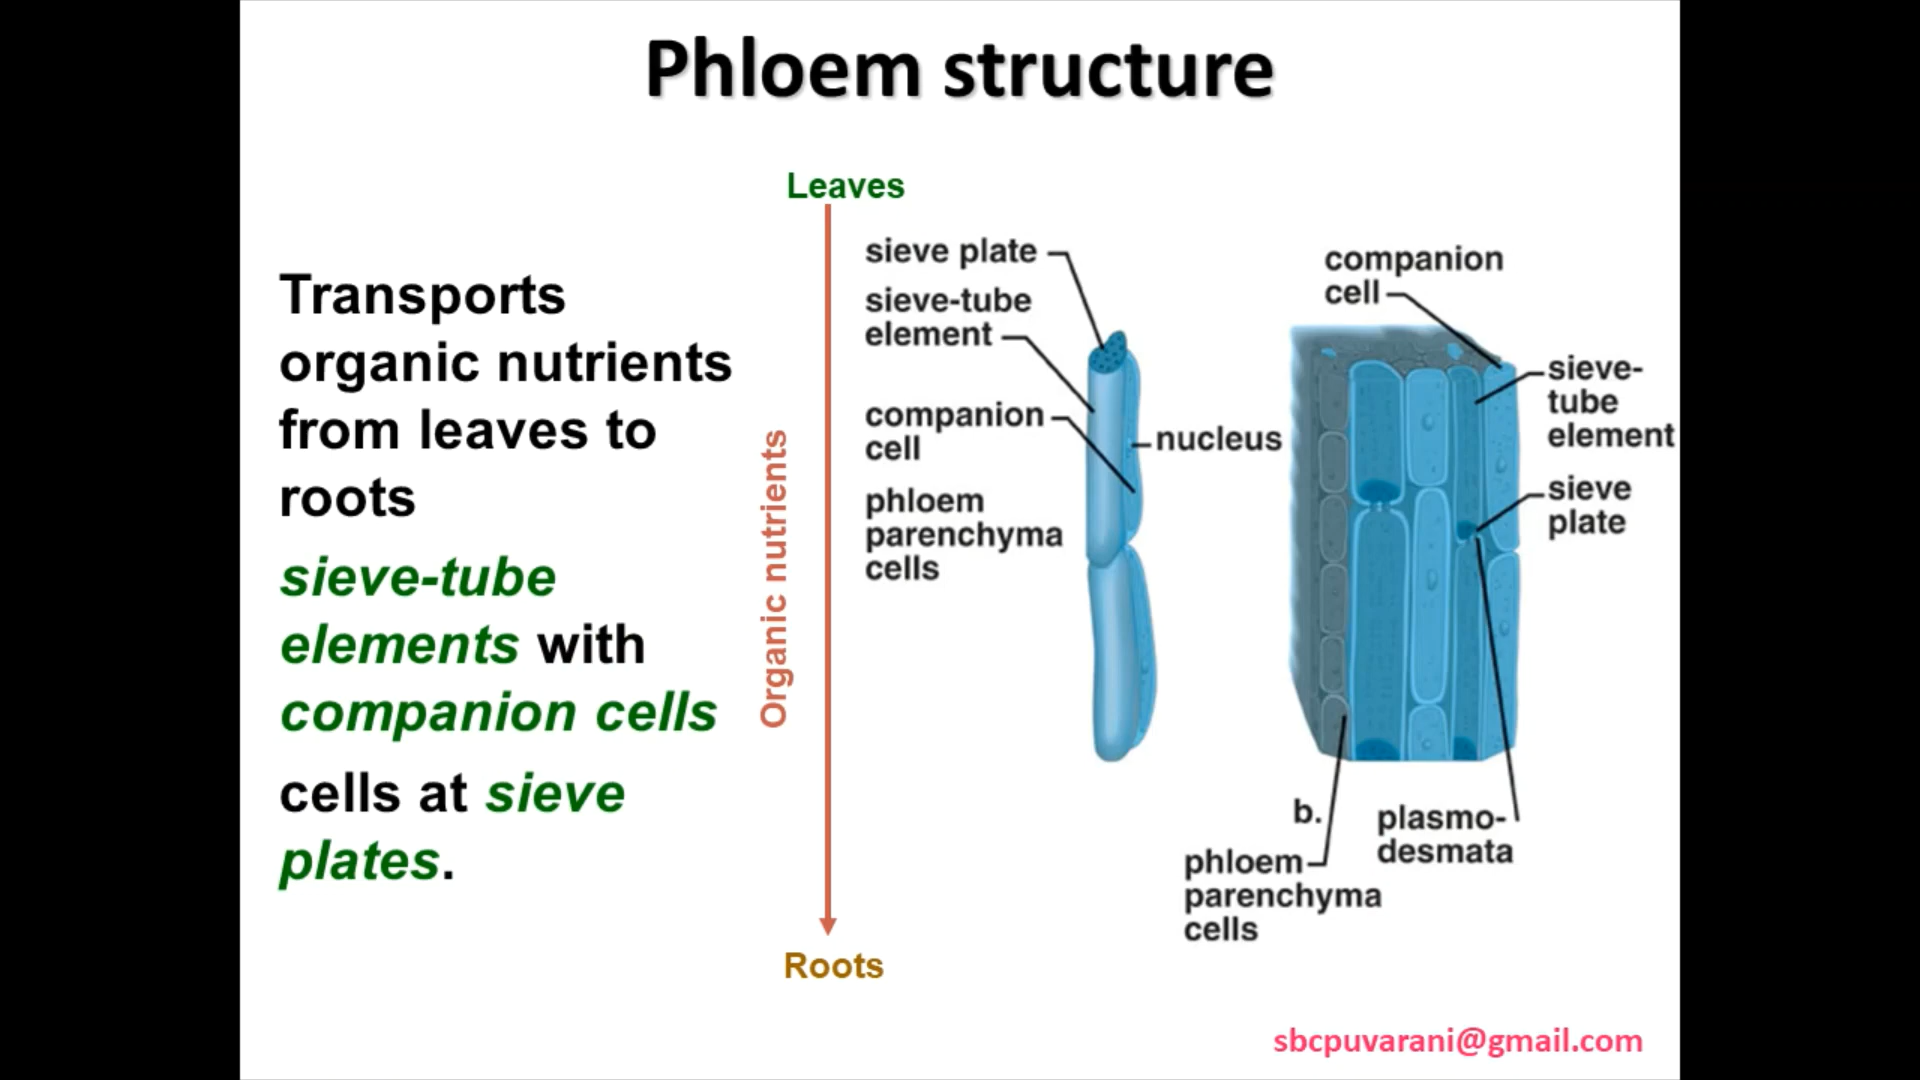 Phloem structure
Leaves
Transports
organic nutrients
from leaves to
roots
sieve-tube
elements with
companion cells
cells at sieve
plates.
Organic nutrients
Roots
sieve plate
sieve-tube
element
companion
cell
nucleus
phloem
parenchyma
cells
companion
cell
sieve-
tube
element
sieve
plate
b.
plasmo-
desmata
phloem
parenchyma
cells
sbcpuvarani@gmail.com